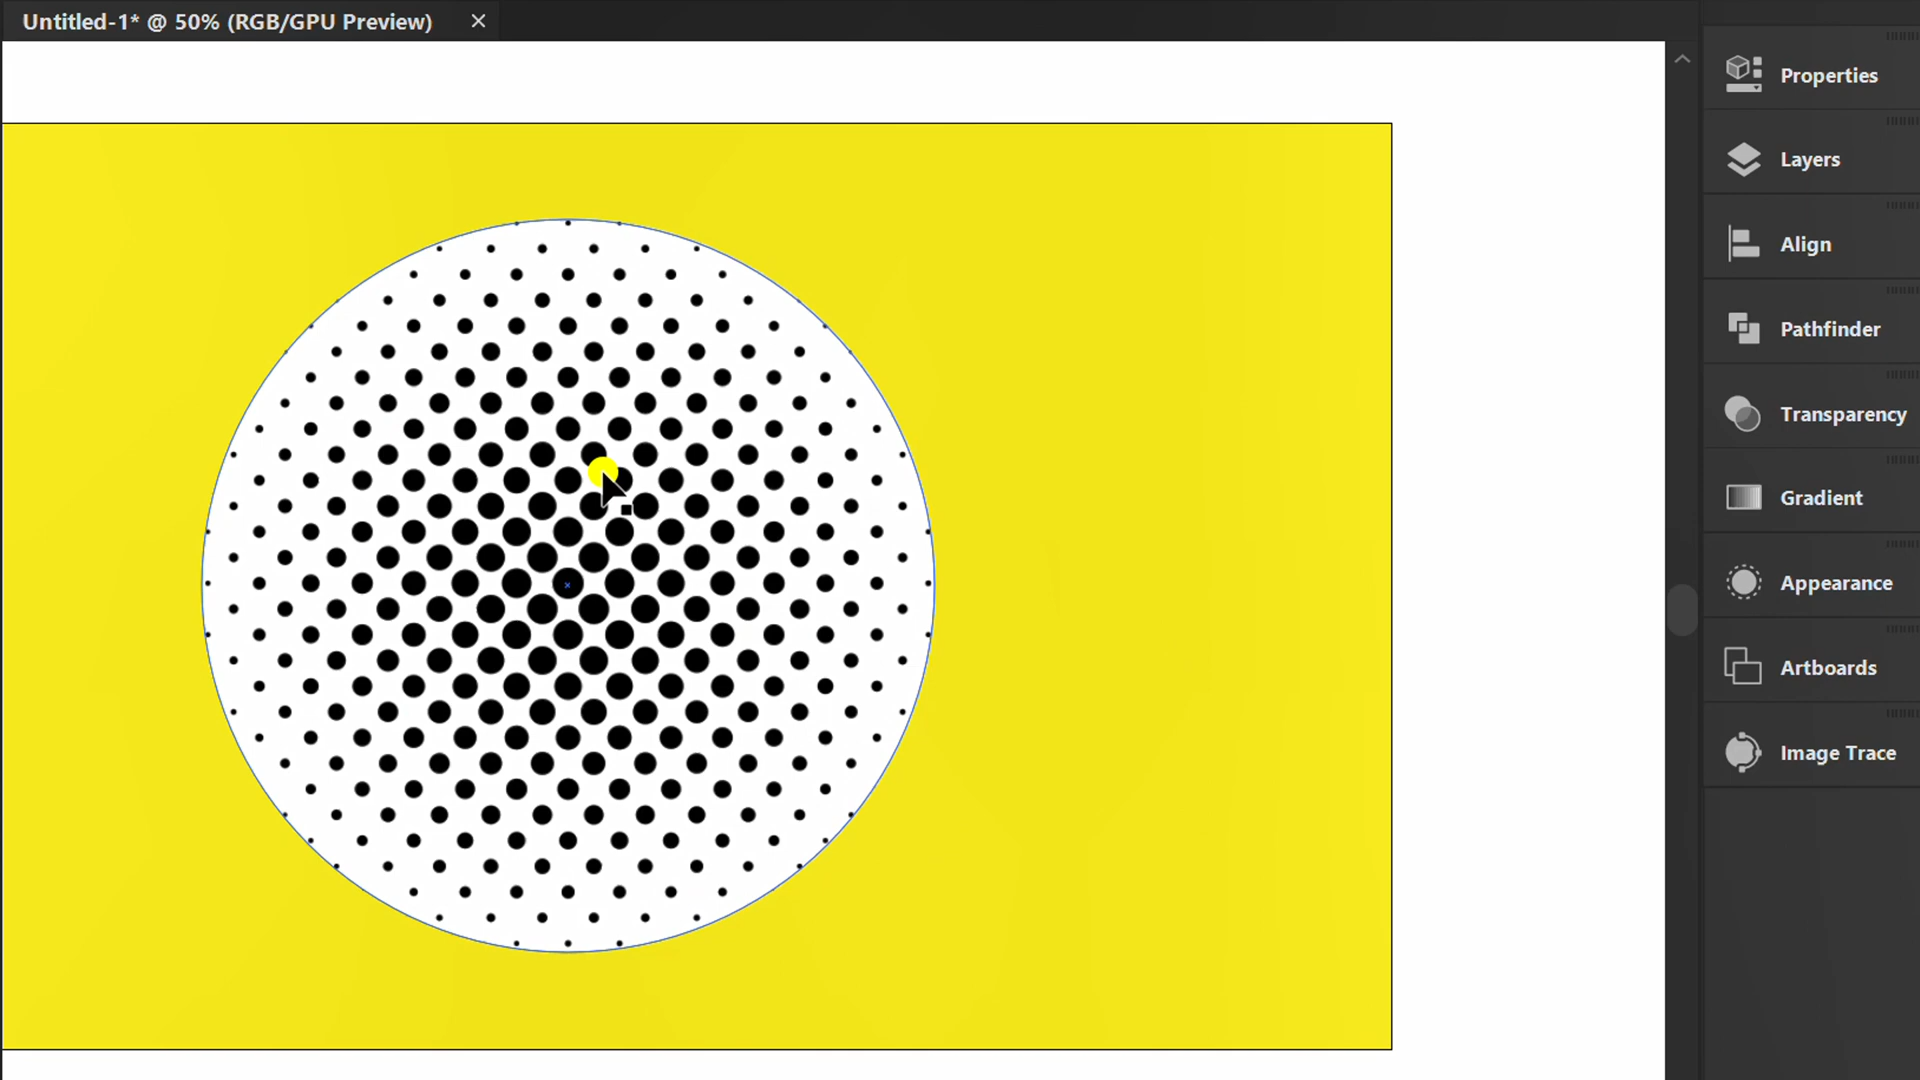 Untitled-1* @ 50% (RGB/GPU Preview)
Properties
Layers
Align
Pathfinder
Transparency
Gradient
Appearance
Artboards
Image Trace